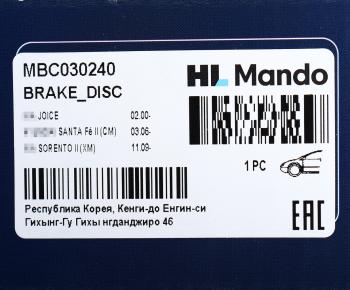 MBC030240
BRAKE_DISC
HL Mando
JOICE 02.00-
SANTA Fé II (CM) 03.06-
SORENTO II (XM) 11.09-
1 PC
Республика Корея, Кенги-до Енгин-си
Гихынг-Гу Гихы нгданджиро 46
EAC